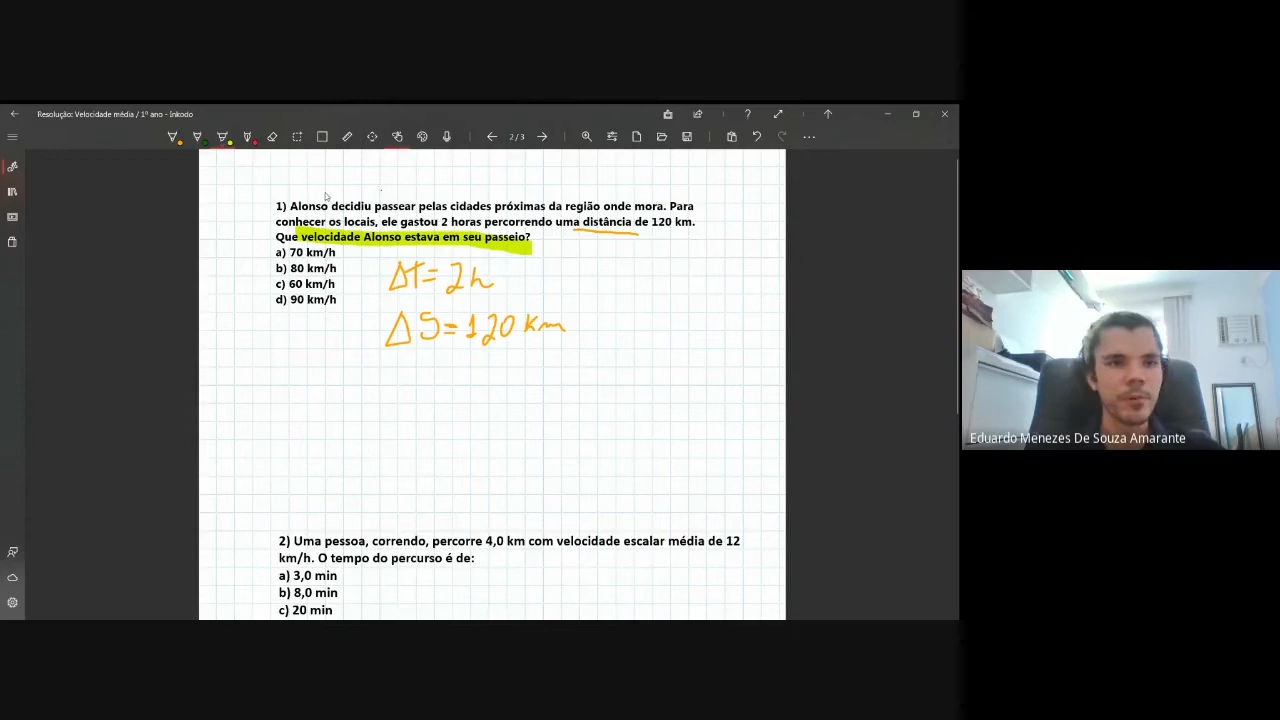 Resolução: Velocidade média / 1º ano - Inkodo
2/3
1) Alonso decidiu passear pelas cidades próximas da região onde mora. Para
conhecer os locais, ele gastou 2 horas percorrendo uma distância de 120 km.
Que velocidade Alonso estava em seu passeio?
a) 70 km/h
b) 80 km/h
c) 60 km/h
d) 90 km/h
Δt = 2h
ΔS = 120 km
Eduardo Menezes De Souza Amarante
2) Uma pessoa, correndo, percorre 4,0 km com velocidade escalar média de 12
km/h. O tempo do percurso é de:
a) 3,0 min
b) 8,0 min
c) 20 min